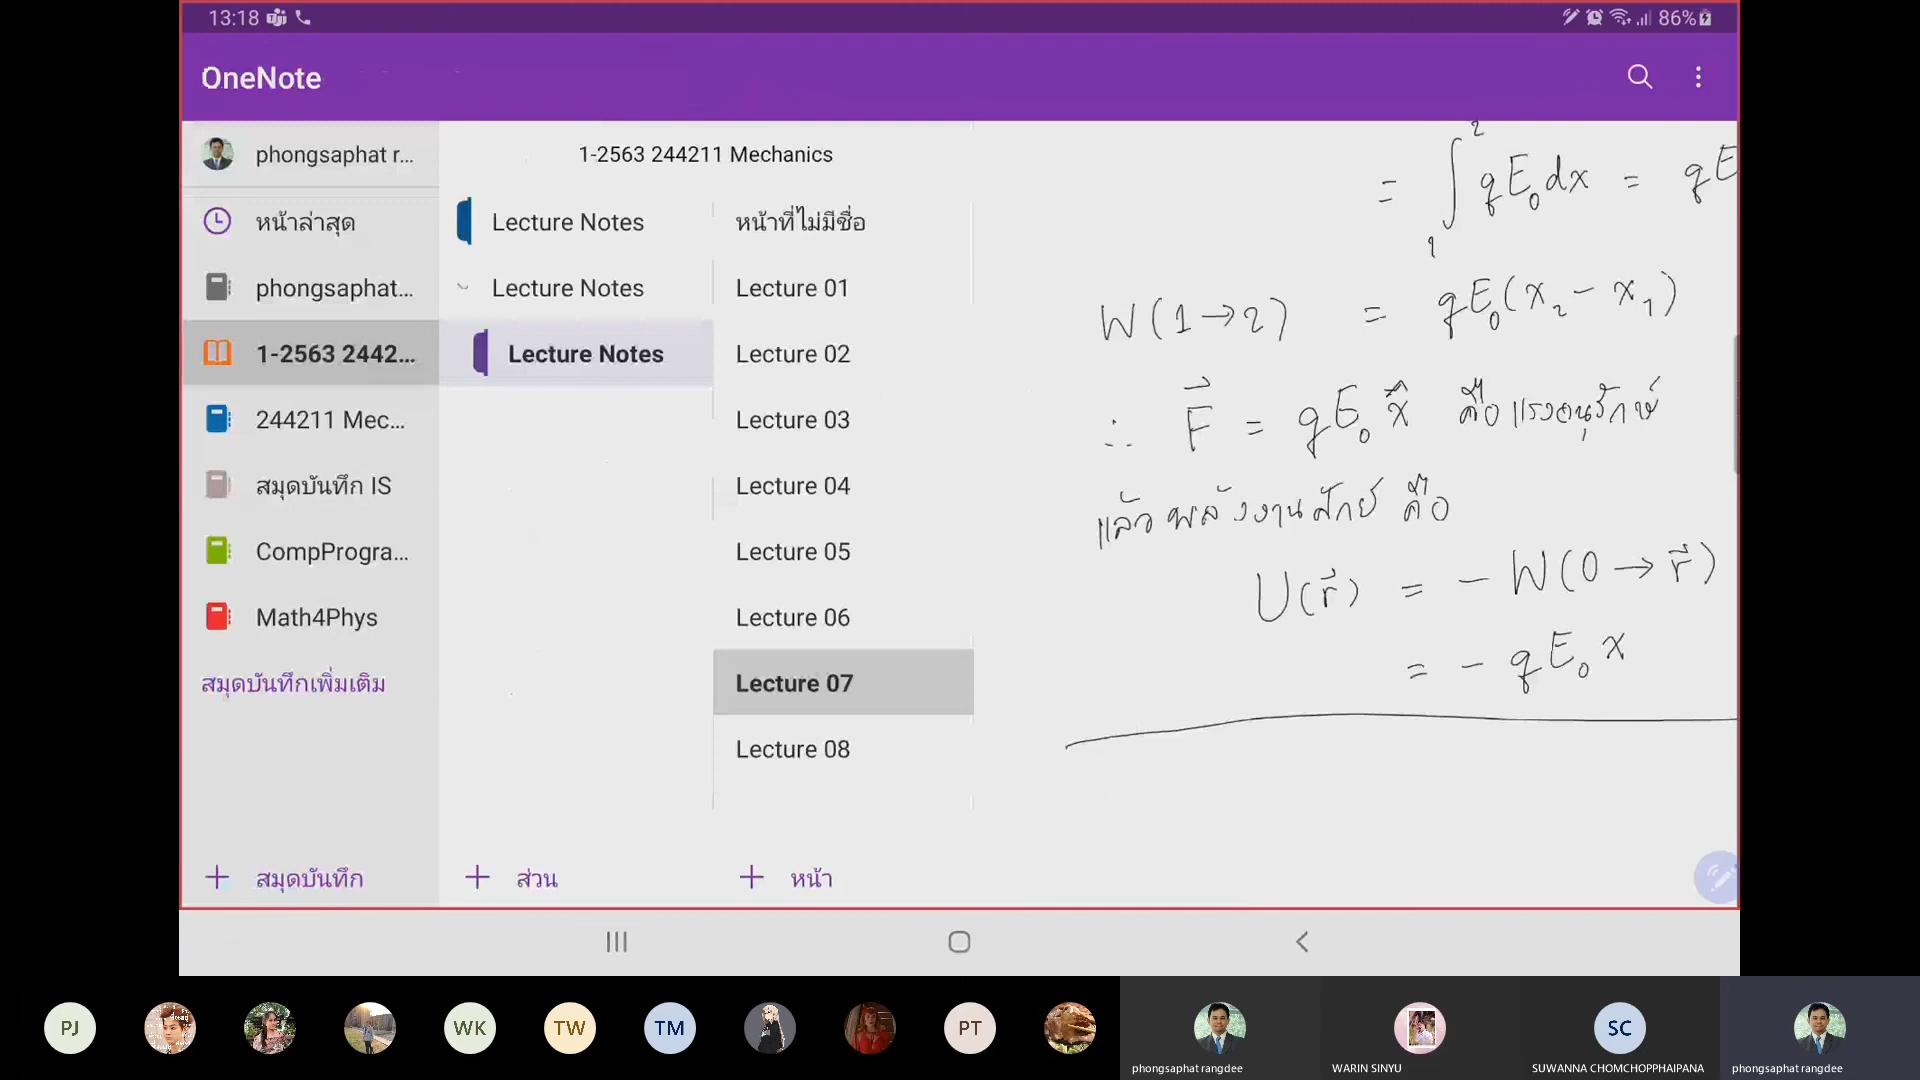 13:18
86%
OneNote
phongsaphat r...
หน้าล่าสุด
phongsaphat...
1-2563 2442...
244211 Mec...
สมุดบันทึก IS
CompProgra...
Math4Phys
สมุดบันทึกเพิ่มเติม
+ สมุดบันทึก
1-2563 244211 Mechanics
Lecture Notes
Lecture Notes
Lecture Notes
+ ส่วน
หน้าที่ไม่มีชื่อ
Lecture 01
Lecture 02
Lecture 03
Lecture 04
Lecture 05
Lecture 06
Lecture 07
Lecture 08
+ หน้า
= ∫₁² qE₀dx = qE
W(1→2) = qE₀(x₂ − x₁)
∴ F⃗ = qE₀x̂ คือแรงอนุรักษ์
แล้วพลังงานศักย์ คือ
U(r⃗) = − W(0→r⃗)
= − qE₀x
PJ
WK
TW
TM
PT
SC
phongsaphat rangdee
WARIN SINYU
SUWANNA CHOMCHOPPHAIPANA
phongsaphat rangdee